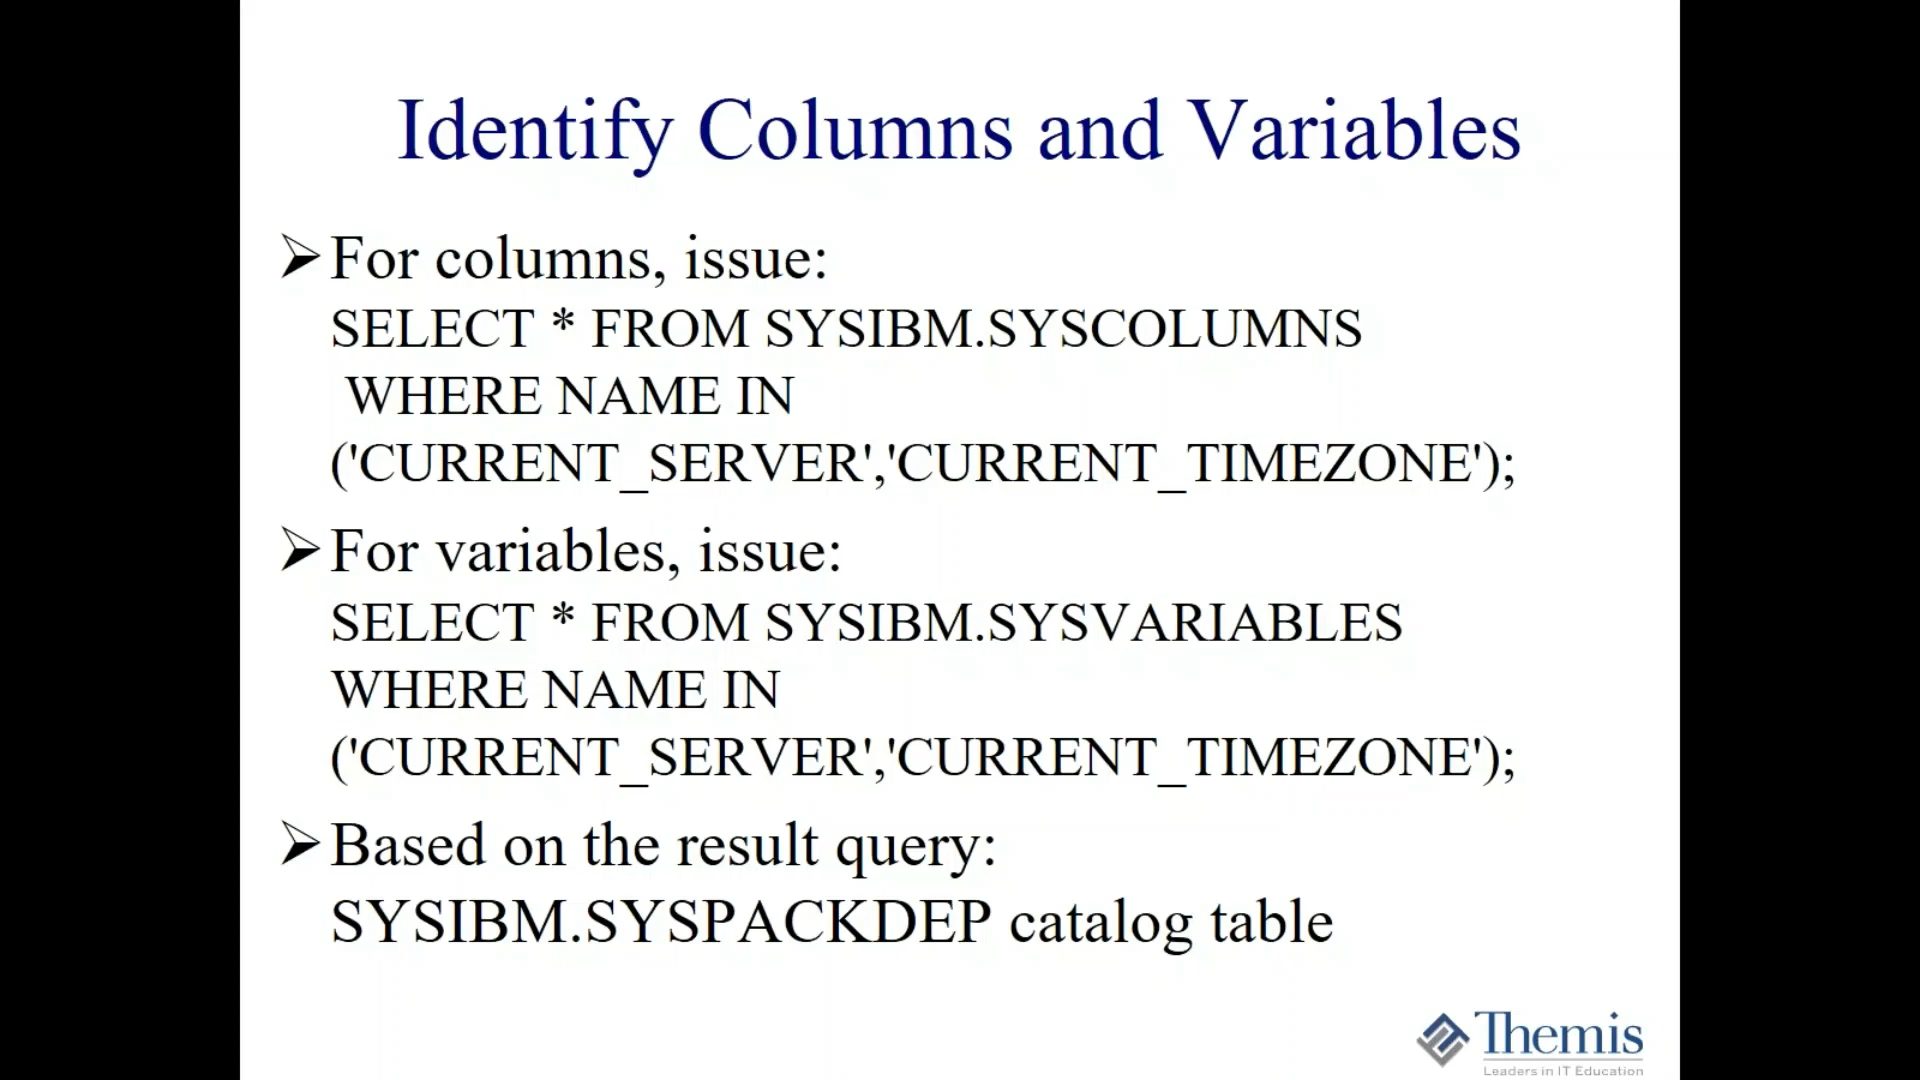 Identify Columns and Variables
➢For columns, issue:
SELECT * FROM SYSIBM.SYSCOLUMNS
WHERE NAME IN
('CURRENT_SERVER','CURRENT_TIMEZONE');
➢For variables, issue:
SELECT * FROM SYSIBM.SYSVARIABLES
WHERE NAME IN
('CURRENT_SERVER','CURRENT_TIMEZONE');
➢Based on the result query:
SYSIBM.SYSPACKDEP catalog table
Themis
Leaders in IT Education